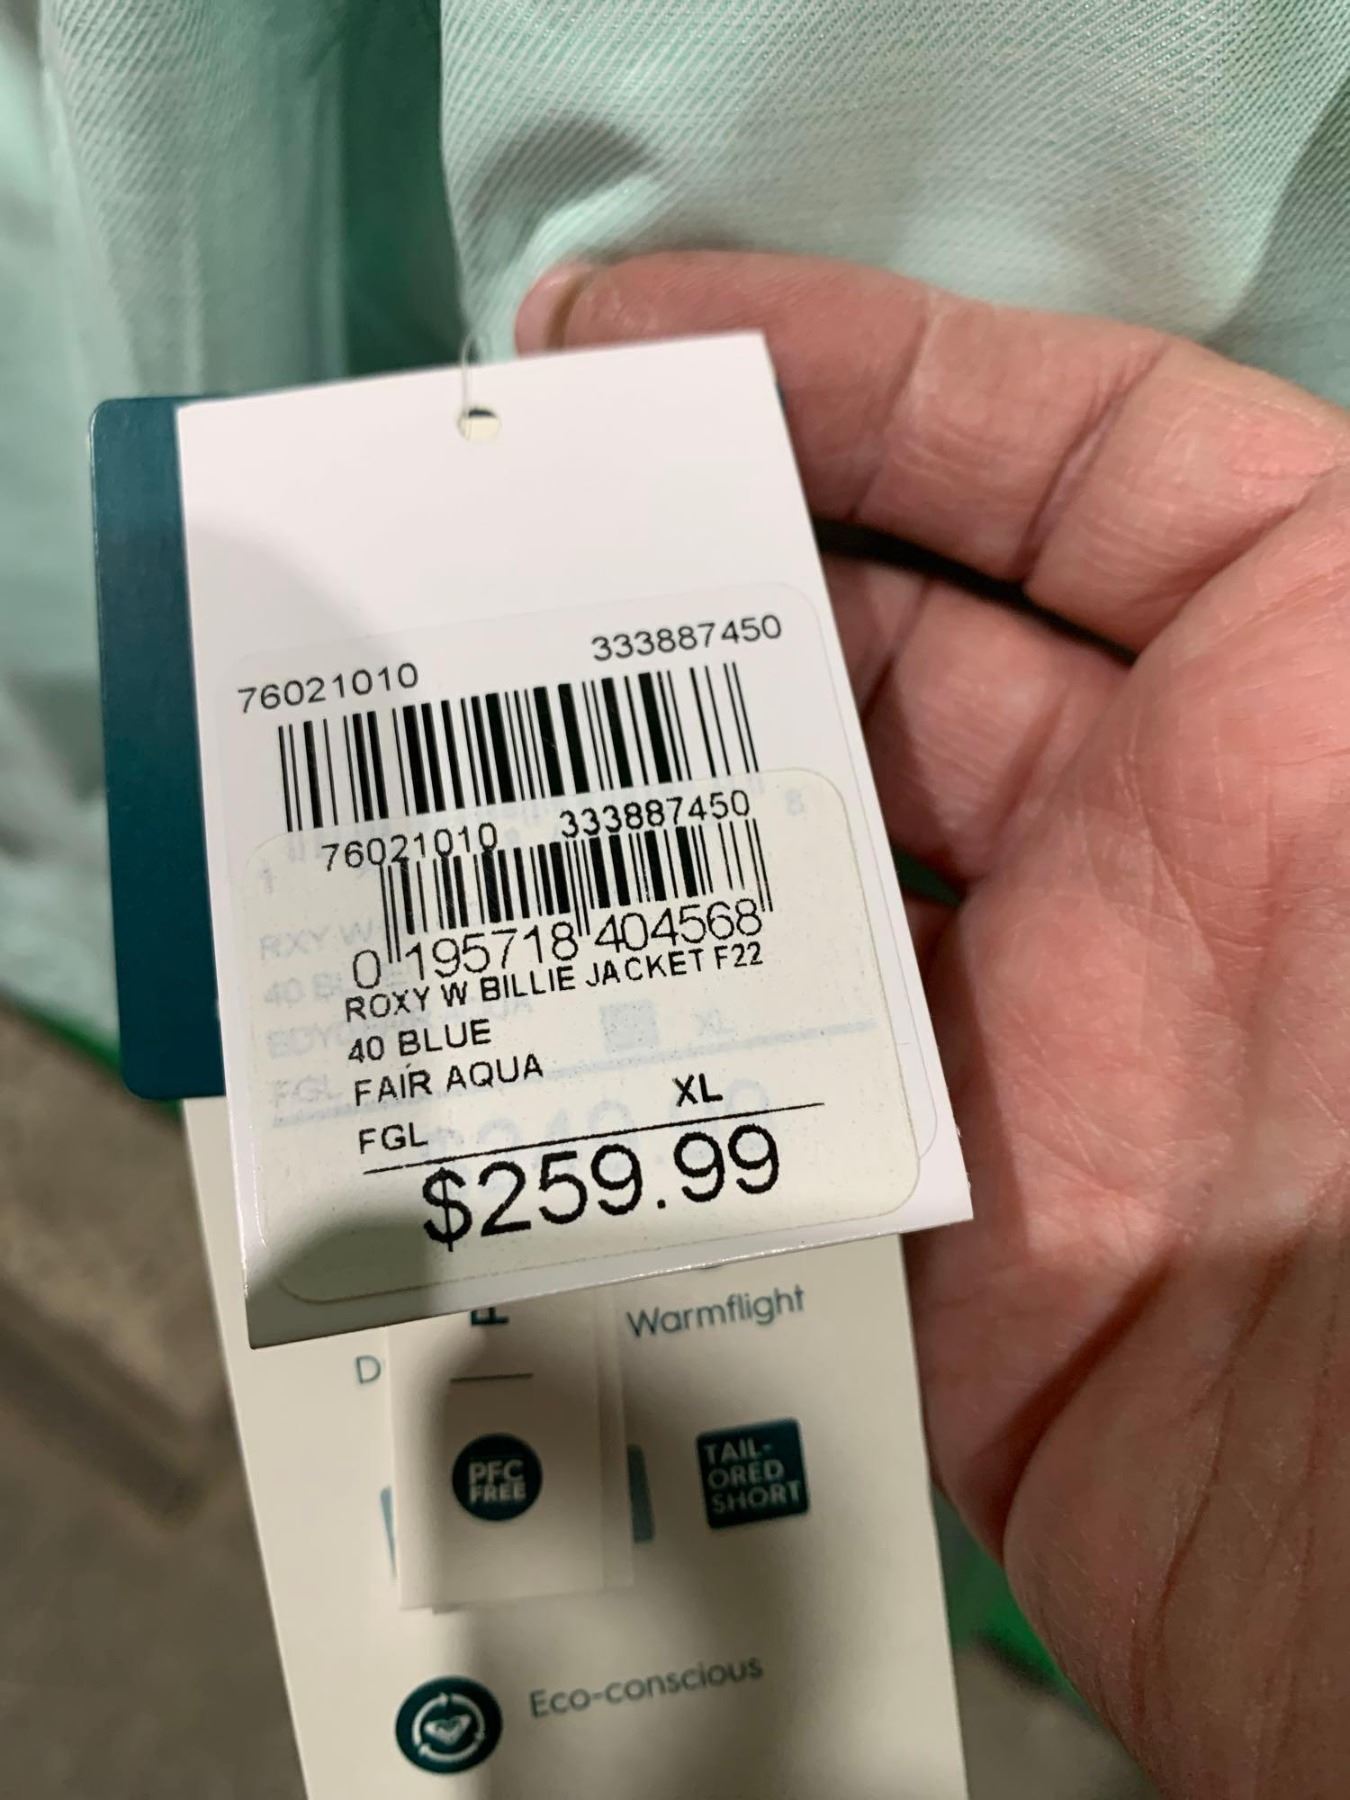 76021010 333887450
76021010 333887450
0 195718 404568
ROXY W BILLIE JACKET F22
40 BLUE
FAIR AQUA
FGL XL
$259.99
Warmflight
D
PFC
FREE
TAIL-
ORED
SHORT
Eco-conscious